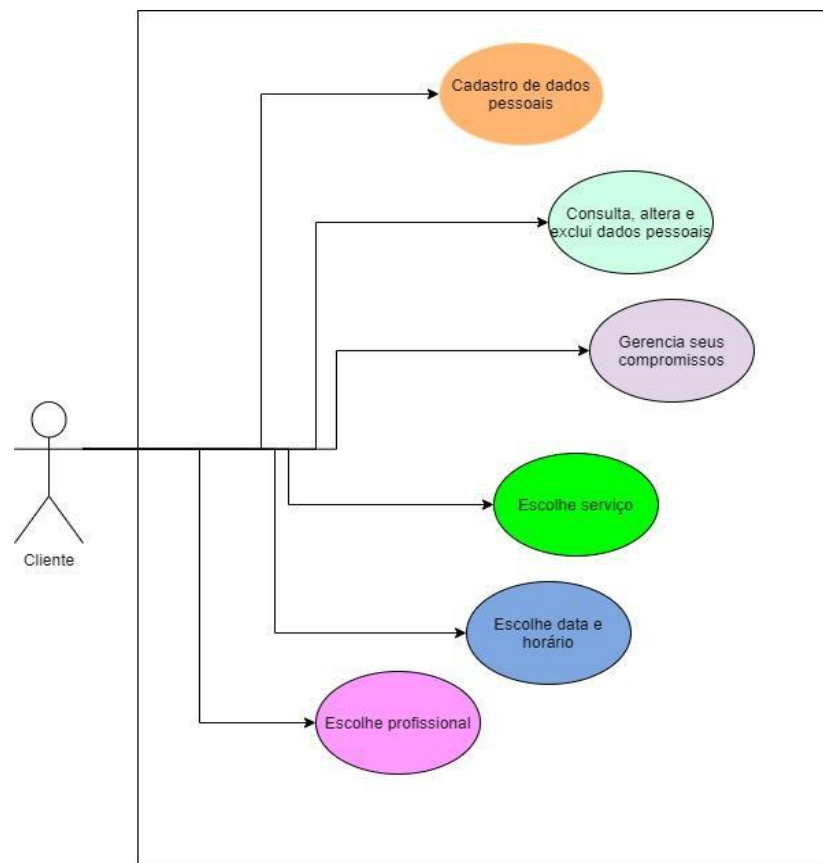 Cadastro de dados
pessoais
Consulta, altera e
exclui dados pessoais
Gerencia seus
compromissos
Escolhe serviço
Cliente
Escolhe data e
horário
Escolhe profissional